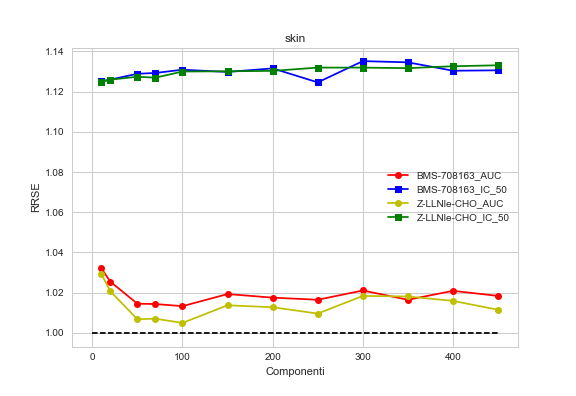 skin
1.14
1.12
1.10
1.08
1.06
1.04
1.02
1.00
RRSE
BMS-708163_AUC
BMS-708163_IC_50
Z-LLNle-CHO_AUC
Z-LLNle-CHO_IC_50
0 100 200 300 400
Componenti